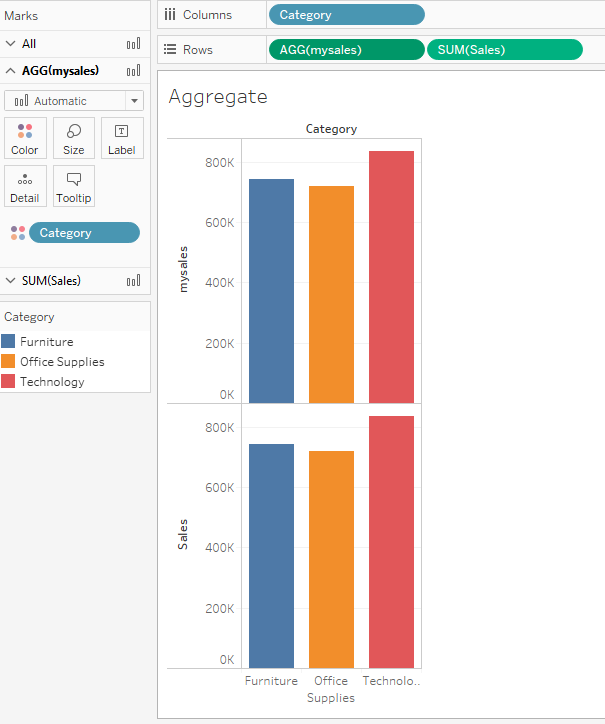 Marks
All
AGG(mysales)
Automatic
Color Size Label
Detail Tooltip
Category
SUM(Sales)
Category
Furniture
Office Supplies
Technology
Columns Category
Rows AGG(mysales) SUM(Sales)
Aggregate
Category
800K
600K
mysales
400K
200K
0K
800K
600K
Sales
400K
200K
0K
Furniture Office Supplies Technolo..